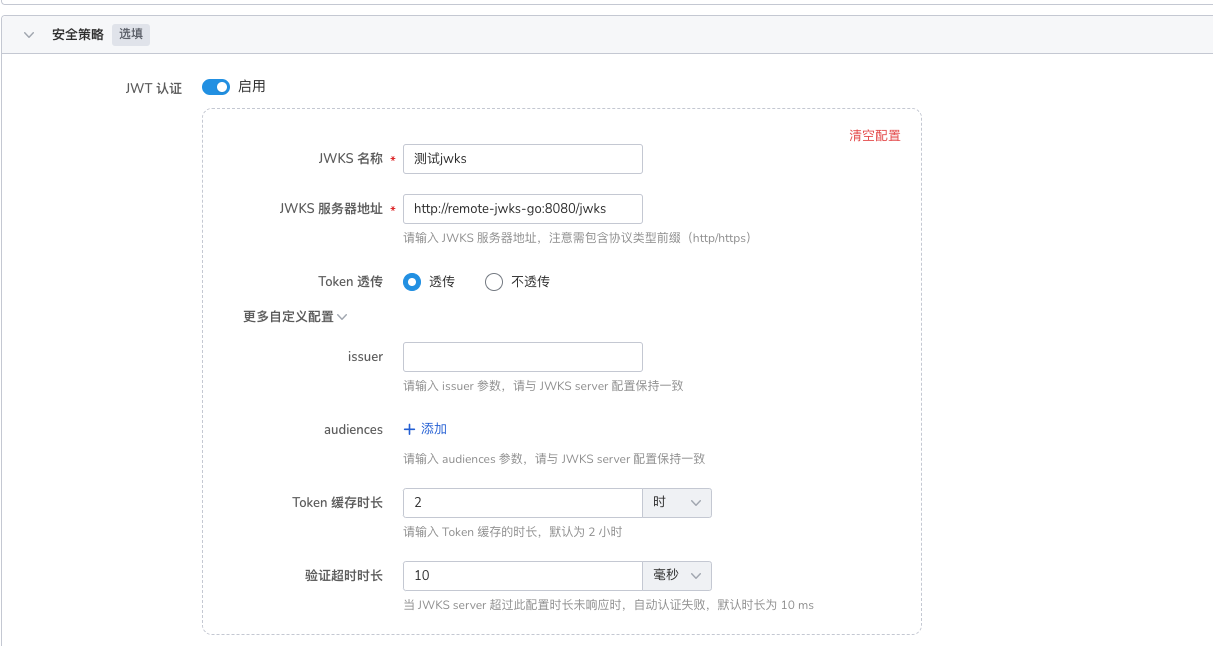 安全策略 选填
JWT 认证 启用
清空配置
JWKS 名称 * 测试jwks
JWKS 服务器地址 * http://remote-jwks-go:8080/jwks
请输入 JWKS 服务器地址，注意需包含协议类型前缀（http/https）
Token 透传 透传 不透传
更多自定义配置
issuer
请输入 issuer 参数，请与 JWKS server 配置保持一致
audiences + 添加
请输入 audiences 参数，请与 JWKS server 配置保持一致
Token 缓存时长 2 时
请输入 Token 缓存的时长，默认为 2 小时
验证超时时长 10 毫秒
当 JWKS server 超过此配置时长未响应时，自动认证失败，默认时长为 10 ms